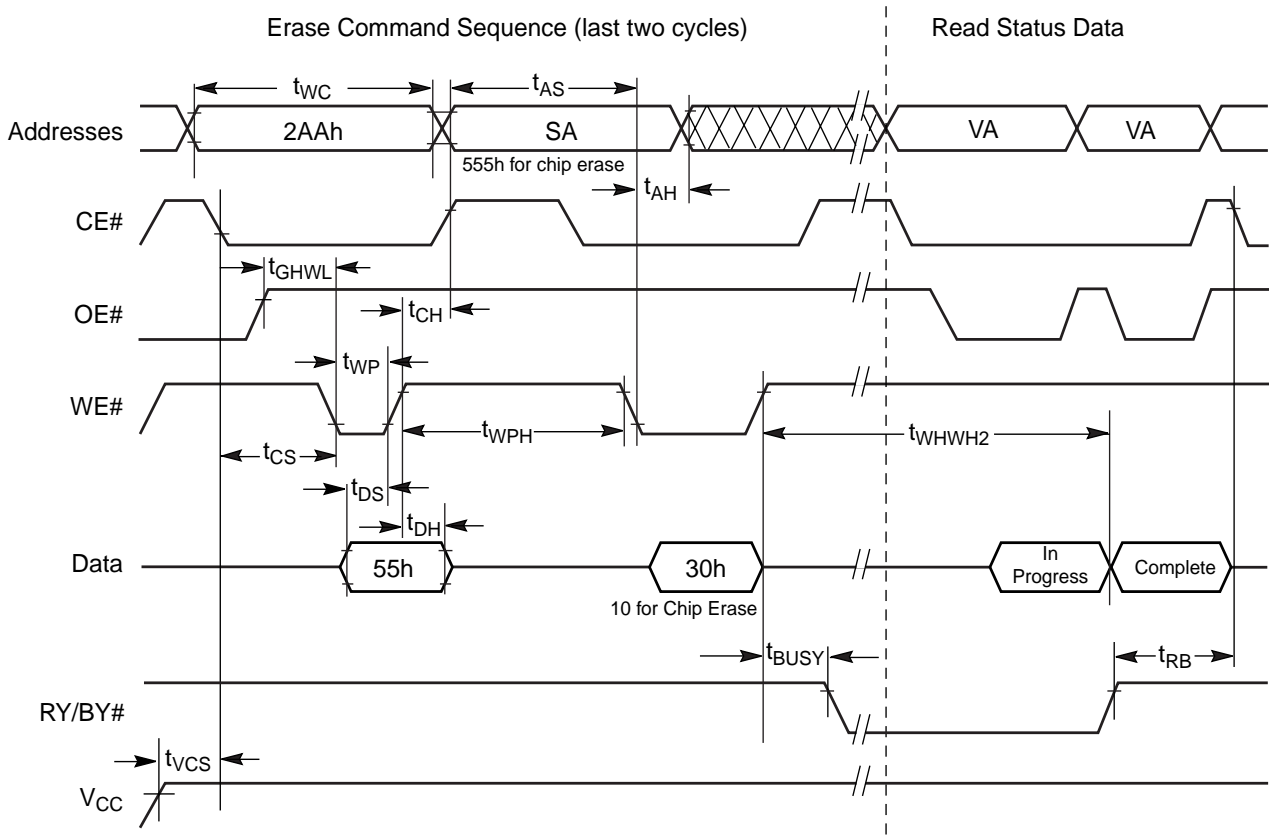 Erase Command Sequence (last two cycles)
Read Status Data
tWC
tAS
Addresses
2AAh
SA
VA
VA
555h for chip erase
tAH
CE#
tGHWL
OE#
tCH
tWP
WE#
tWPH
tWHWH2
tCS
tDS
tDH
Data
55h
30h
In
Progress
Complete
10 for Chip Erase
tBUSY
tRB
RY/BY#
tVCS
VCC